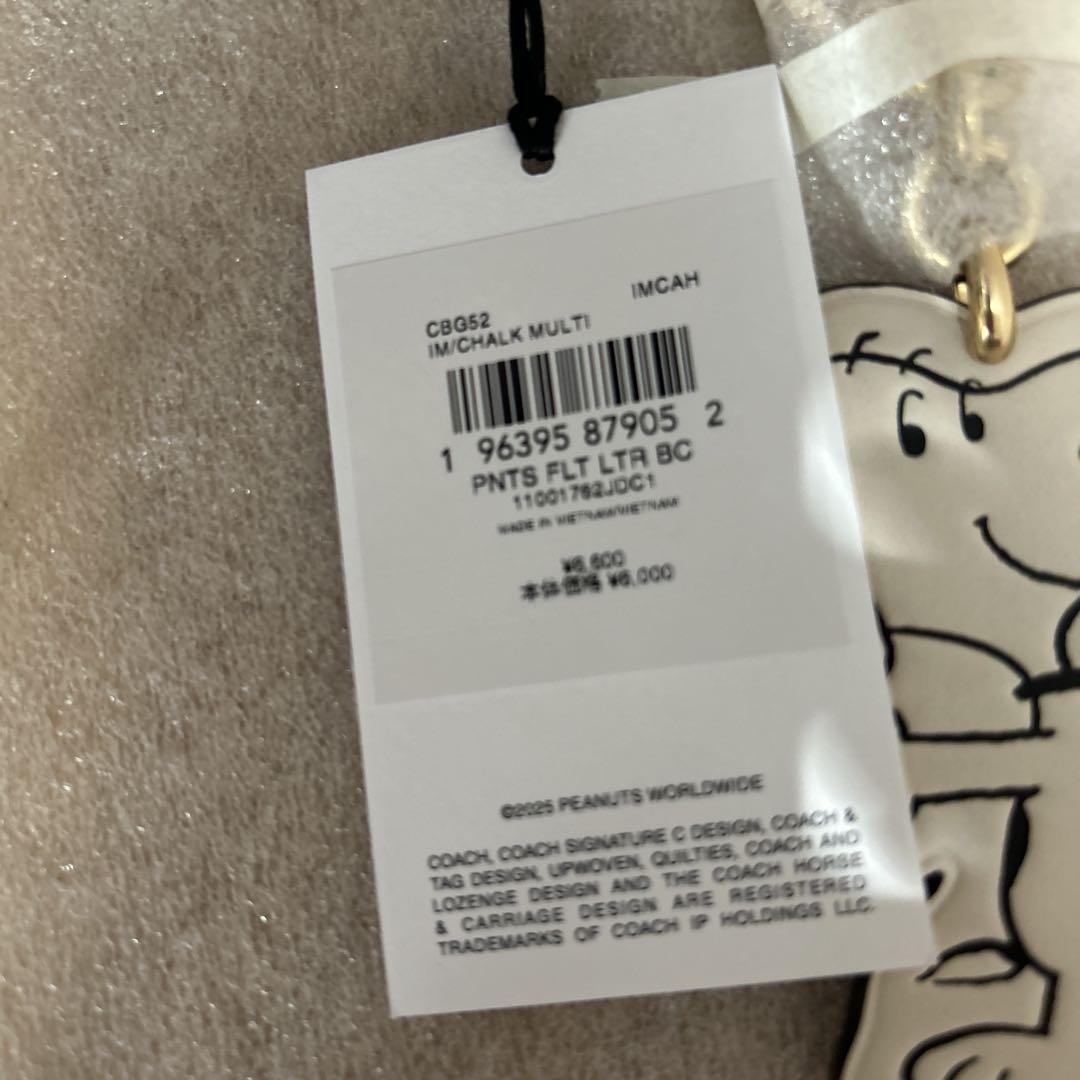 IMCAH
CBG52
IM/CHALK MULTI
1 96395 87905 2
PNTS FLT LTR BC
11001762JDC1
MADE IN VIETNAM/VIETNAM
¥6,600
本体価格 ¥6,000
©2025 PEANUTS WORLDWIDE
COACH, COACH SIGNATURE C DESIGN, COACH &
TAG DESIGN, UPWOVEN, QUILTIES, COACH AND
LOZENGE DESIGN AND THE COACH HORSE
& CARRIAGE DESIGN ARE REGISTERED
TRADEMARKS OF COACH IP HOLDINGS LLC.